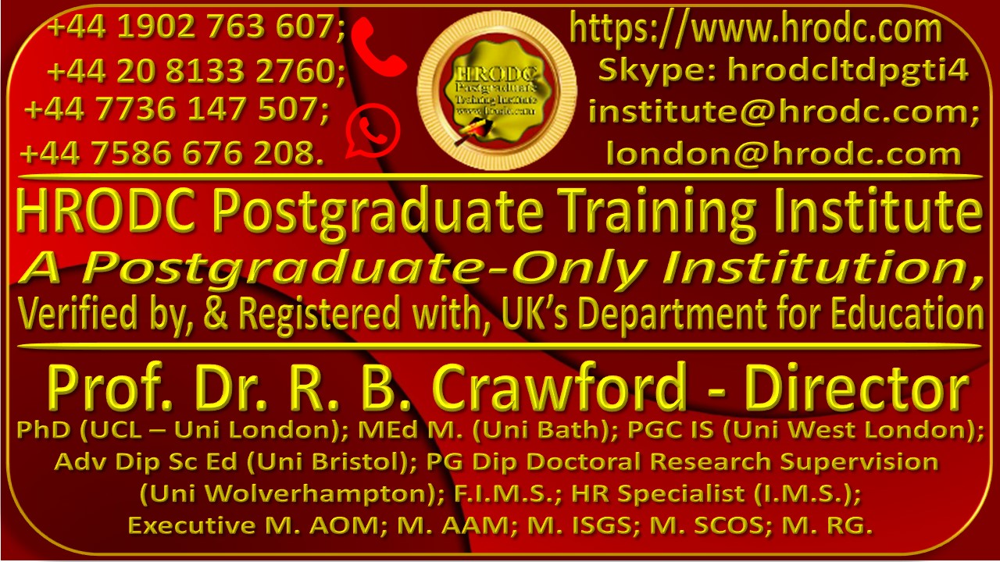 +44 1902 763 607;
+44 20 8133 2760;
+44 7736 147 507;
+44 7586 676 208.
HRODC
Postgraduate
Training Institute
www.hrodc.com
https://www.hrodc.com
Skype: hrodcltdpgti4
institute@hrodc.com;
london@hrodc.com
HRODC Postgraduate Training Institute
A Postgraduate-Only Institution,
Verified by, & Registered with, UK’s Department for Education
Prof. Dr. R. B. Crawford - Director
PhD (UCL – Uni London); MEd M. (Uni Bath); PGC IS (Uni West London);
Adv Dip Sc Ed (Uni Bristol); PG Dip Doctoral Research Supervision
(Uni Wolverhampton); F.I.M.S.; HR Specialist (I.M.S.);
Executive M. AOM; M. AAM; M. ISGS; M. SCOS; M. RG.